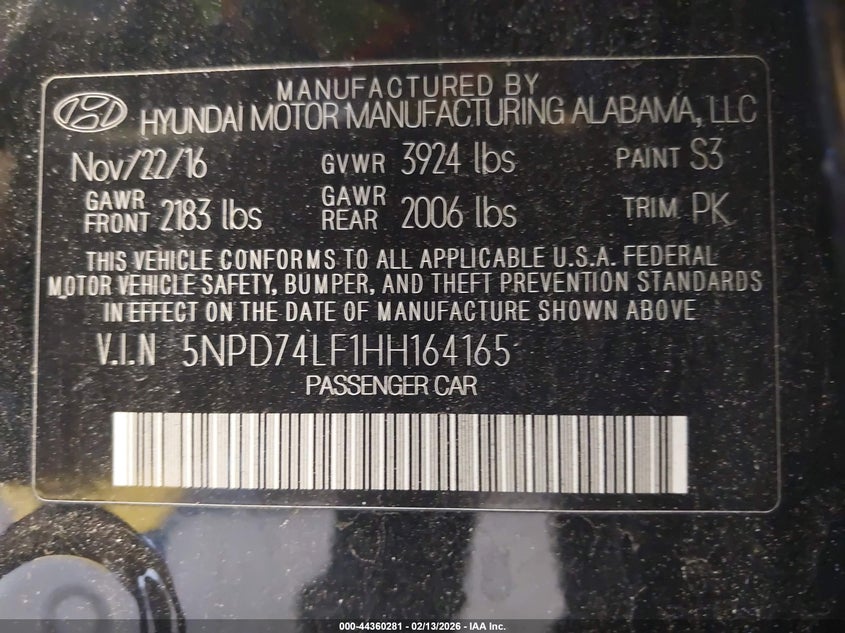 MANUFACTURED BY
HYUNDAI MOTOR MANUFACTURING ALABAMA, LLC
Nov/22/16 GVWR 3924 lbs PAINT S3
GAWR FRONT 2183 lbs GAWR REAR 2006 lbs TRIM PK
THIS VEHICLE CONFORMS TO ALL APPLICABLE U.S.A. FEDERAL
MOTOR VEHICLE SAFETY, BUMPER, AND THEFT PREVENTION STANDARDS
IN EFFECT ON THE DATE OF MANUFACTURE SHOWN ABOVE
V.I.N 5NPD74LF1HH164165
PASSENGER CAR
000-44360281 - 02/13/2026 - IAA Inc.